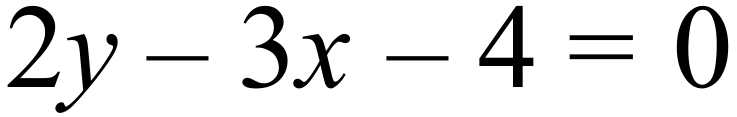 2y − 3x − 4 = 0